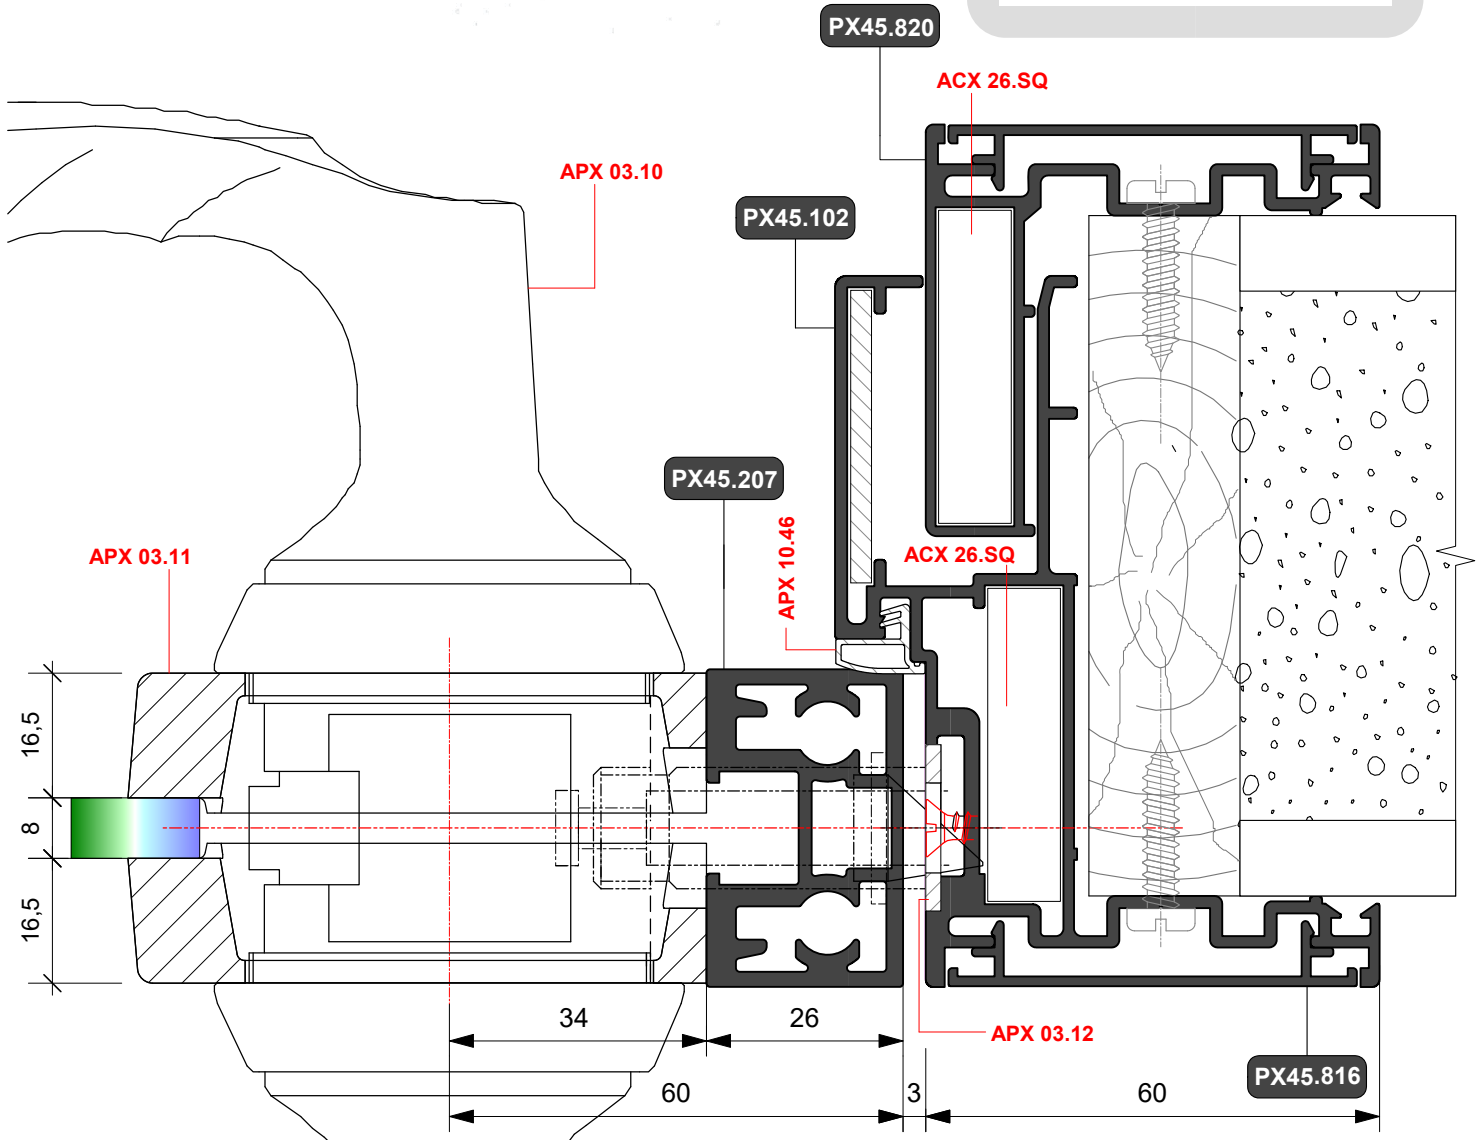 PX45.820
ACX 26.SQ
APX 03.10
PX45.102
PX45.207
APX 10.46
ACX 26.SQ
APX 03.11
16,5
8
16,5
34
26
APX 03.12
60
3
60
PX45.816